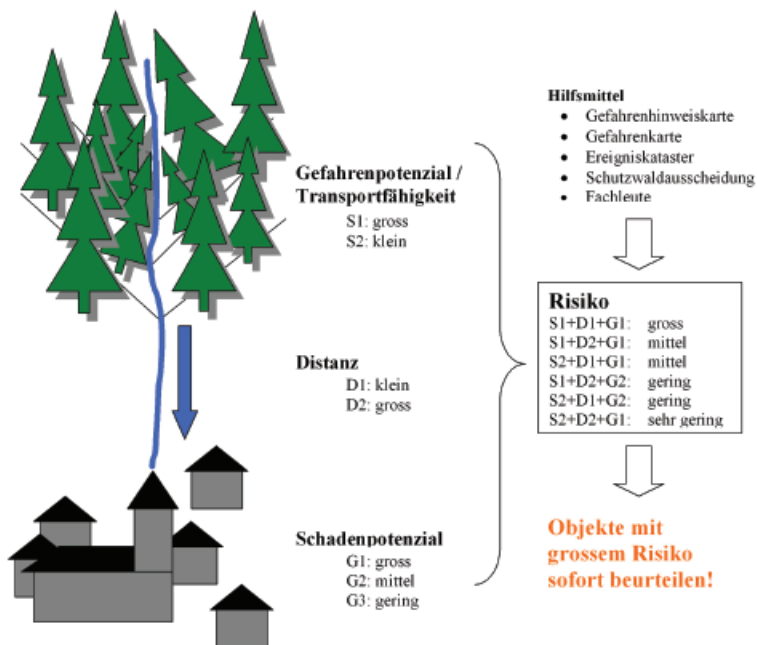 Gefahrenpotenzial /
Transportfähigkeit
S1: gross
S2: klein
Distanz
D1: klein
D2: gross
Schadenpotenzial
G1: gross
G2: mittel
G3: gering
Hilfsmittel
• Gefahrenhinweiskarte
• Gefahrenkarte
• Ereigniskataster
• Schutzwaldausscheidung
• Fachleute
Risiko
S1+D1+G1: gross
S1+D2+G1: mittel
S2+D1+G1: mittel
S1+D2+G2: gering
S2+D1+G2: gering
S2+D2+G1: sehr gering
Objekte mit
grossem Risiko
sofort beurteilen!